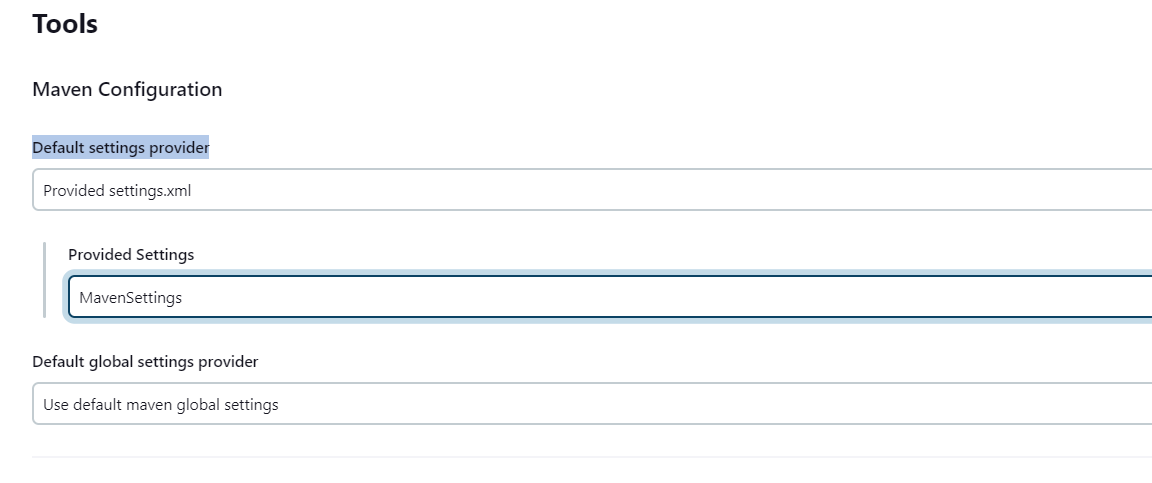 Tools
Maven Configuration
Default settings provider
Provided settings.xml
Provided Settings
MavenSettings
Default global settings provider
Use default maven global settings